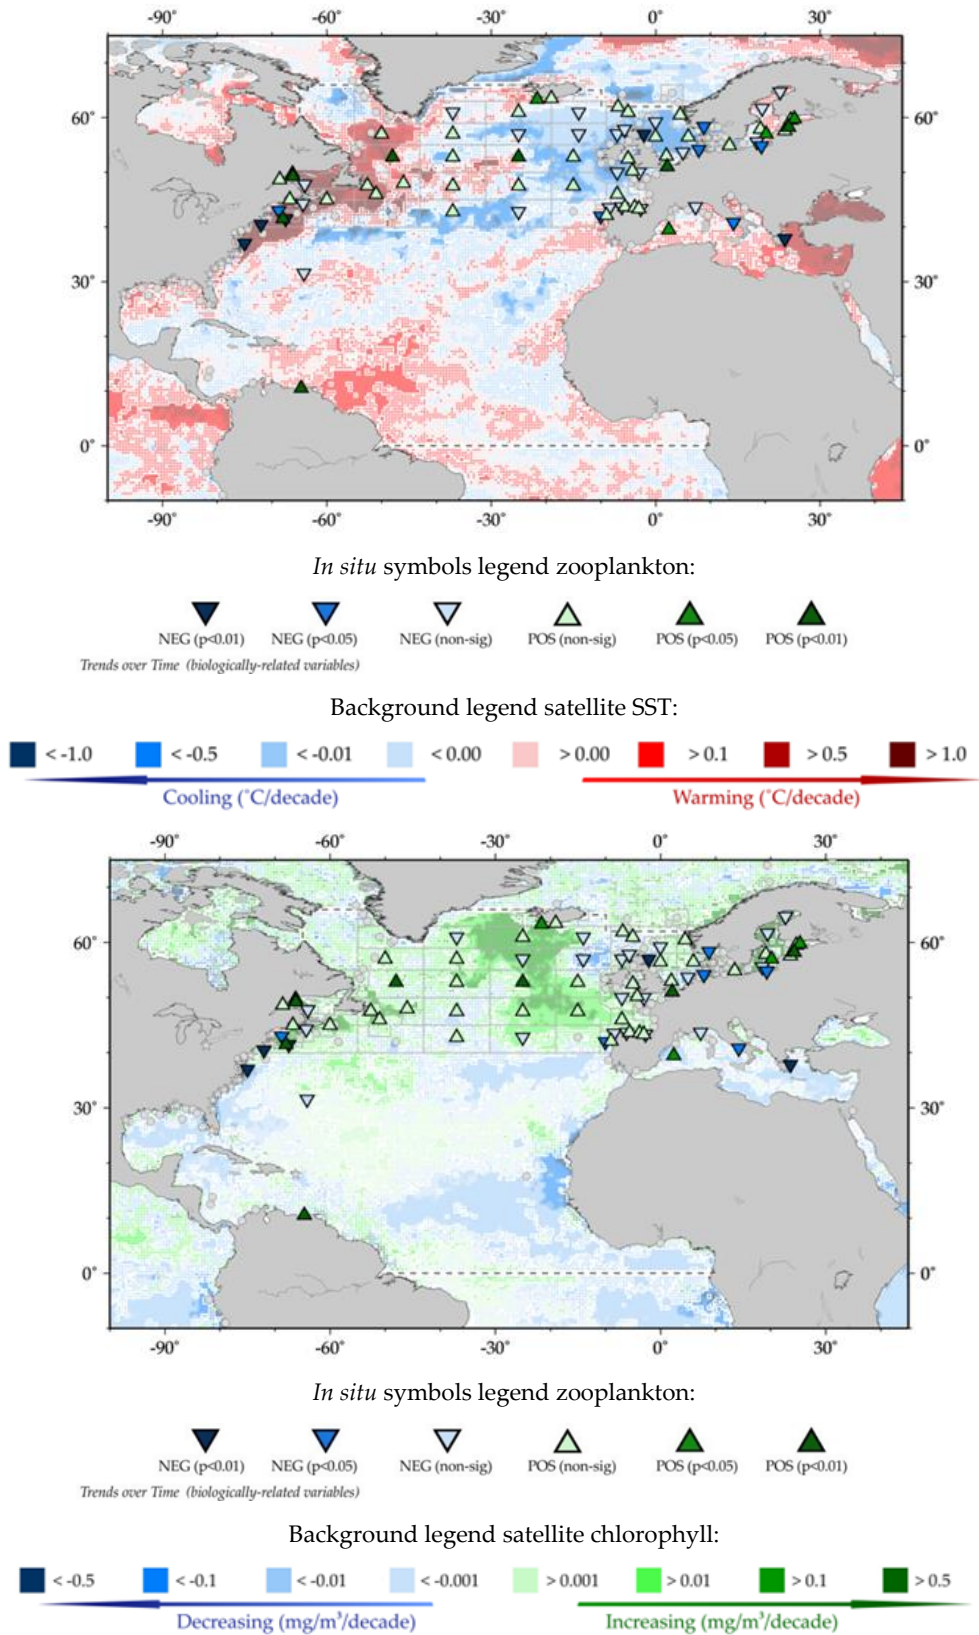 -90° -60° -30° 0° 30°
60° 60°
30° 30°
0° 0°
-90° -60° -30° 0° 30°
In situ symbols legend zooplankton:
NEG (p<0.01) NEG (p<0.05) NEG (non-sig) POS (non-sig) POS (p<0.05) POS (p<0.01)
Trends over Time (biologically-related variables)
Background legend satellite SST:
< -1.0 < -0.5 < -0.01 < 0.00 > 0.00 > 0.1 > 0.5 > 1.0
Cooling (°C/decade) Warming (°C/decade)
-90° -60° -30° 0° 30°
60° 60°
30° 30°
0° 0°
-90° -60° -30° 0° 30°
In situ symbols legend zooplankton:
NEG (p<0.01) NEG (p<0.05) NEG (non-sig) POS (non-sig) POS (p<0.05) POS (p<0.01)
Trends over Time (biologically-related variables)
Background legend satellite chlorophyll:
< -0.5 < -0.1 < -0.01 < -0.001 > 0.001 > 0.01 > 0.1 > 0.5
Decreasing (mg/m³/decade) Increasing (mg/m³/decade)